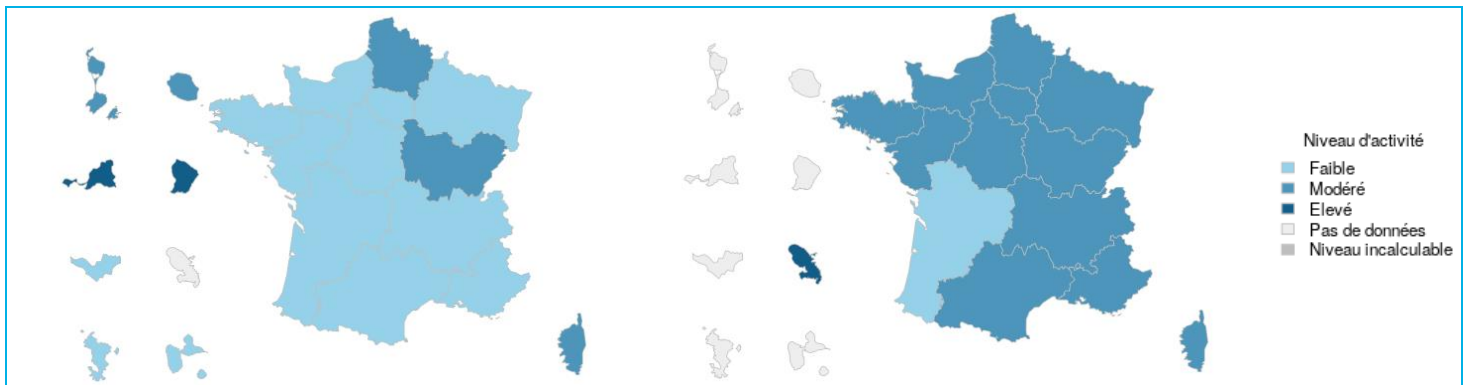 Niveau d'activité
Faible
Modéré
Elevé
Pas de données
Niveau incalculable